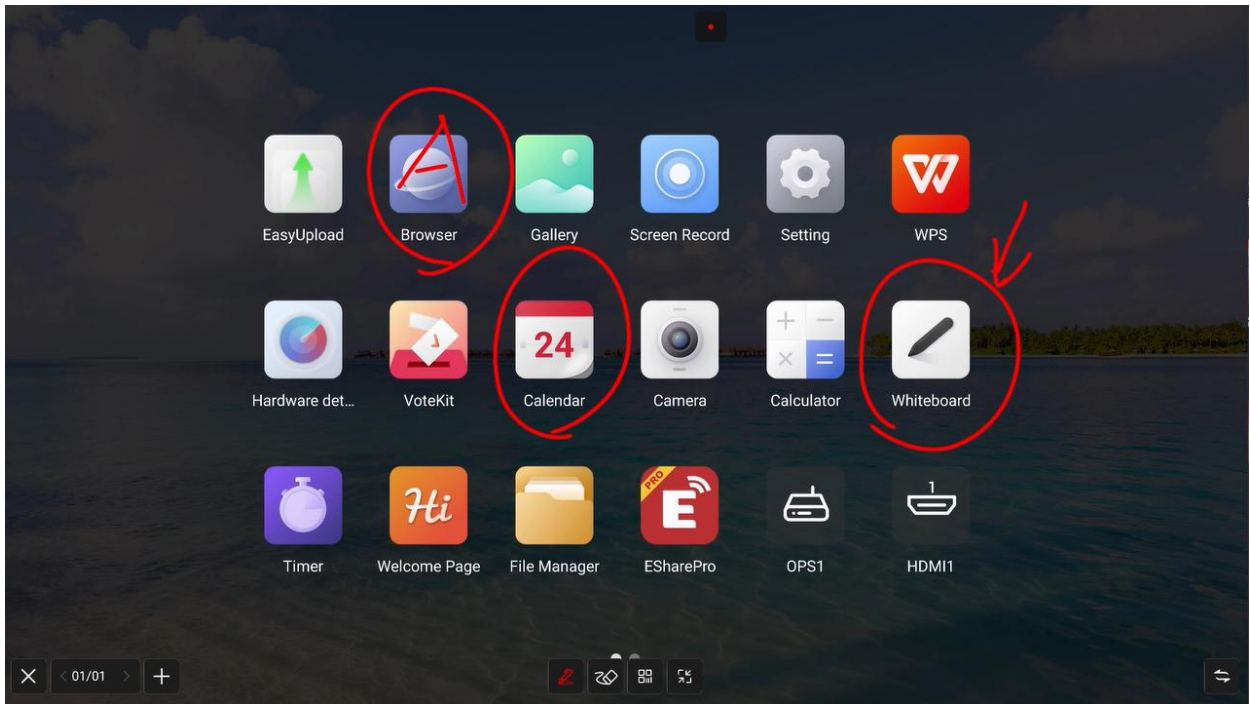 A
EasyUpload Browser Gallery Screen Record Setting WPS
24
+ − × =
Hardware det... VoteKit Calendar Camera Calculator Whiteboard
Hi PRO E 1
Timer Welcome Page File Manager ESharePro OPS1 HDMI1
< 01/01 > +